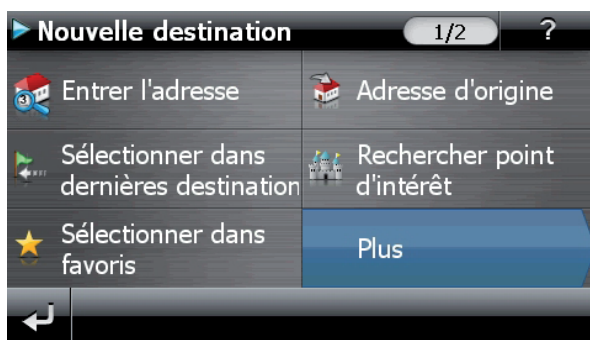 Nouvelle destination
1/2
?
Entrer l'adresse
Adresse d'origine
Sélectionner dans
dernières destination
Rechercher point
d'intérêt
Sélectionner dans
favoris
Plus